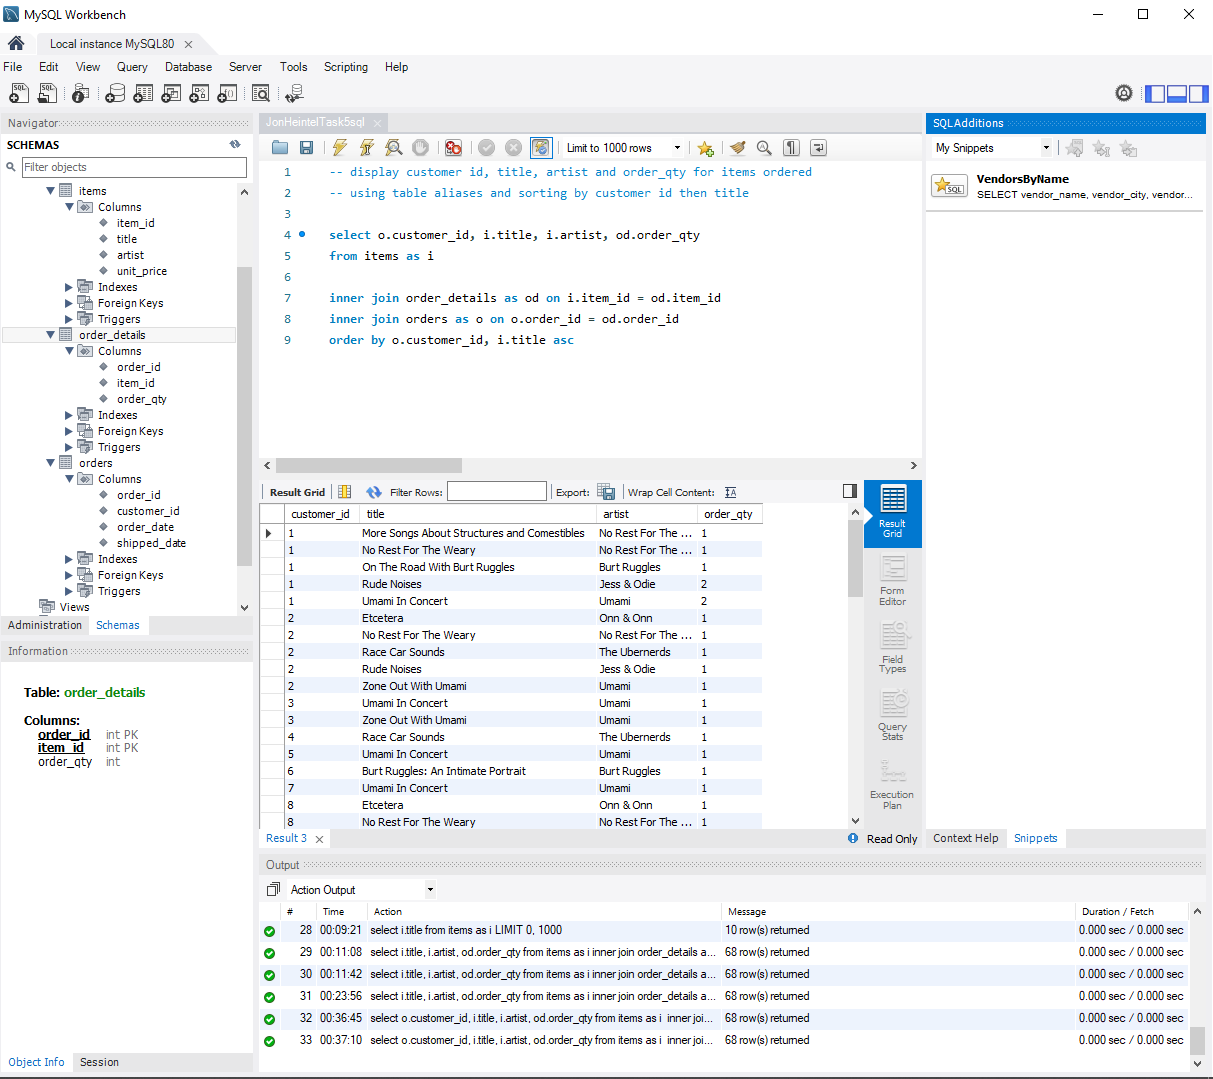 MySQL Workbench
Local instance MySQL80
File Edit View Query Database Server Tools Scripting Help
Navigator
SCHEMAS
Filter objects
items
Columns
item_id
title
artist
unit_price
Indexes
Foreign Keys
Triggers
order_details
Columns
order_id
item_id
order_qty
Indexes
Foreign Keys
Triggers
orders
Columns
order_id
customer_id
order_date
shipped_date
Indexes
Foreign Keys
Triggers
Views
Administration Schemas
Information
Table: order_details
Columns:
order_id int PK
item_id int PK
order_qty int
Object Info Session
JonHeintelTask5sql
Limit to 1000 rows
1 -- display customer id, title, artist and order_qty for items ordered
2 -- using table aliases and sorting by customer id then title
3
4 select o.customer_id, i.title, i.artist, od.order_qty
5 from items as i
6
7 inner join order_details as od on i.item_id = od.item_id
8 inner join orders as o on o.order_id = od.order_id
9 order by o.customer_id, i.title asc
Result Grid Filter Rows: Export: Wrap Cell Content:
customer_id title artist order_qty
1 More Songs About Structures and Comestibles No Rest For The ... 1
1 No Rest For The Weary No Rest For The ... 1
1 On The Road With Burt Ruggles Burt Ruggles 1
1 Rude Noises Jess & Odie 2
1 Umami In Concert Umami 2
2 Etcetera Onn & Onn 1
2 No Rest For The Weary No Rest For The ... 1
2 Race Car Sounds The Ubernerds 1
2 Rude Noises Jess & Odie 1
2 Zone Out With Umami Umami 1
3 Umami In Concert Umami 1
3 Zone Out With Umami Umami 1
4 Race Car Sounds The Ubernerds 1
5 Umami In Concert Umami 1
6 Burt Ruggles: An Intimate Portrait Burt Ruggles 1
7 Umami In Concert Umami 1
8 Etcetera Onn & Onn 1
8 No Rest For The Weary No Rest For The ... 1
Result
Grid
Form
Editor
Field
Types
Query
Stats
Execution
Plan
Result 3
Read Only
SQLAdditions
My Snippets
SQL
VendorsByName
SELECT vendor_name, vendor_city, vendor...
Context Help Snippets
Output
Action Output
# Time Action Message Duration / Fetch
28 00:09:21 select i.title from items as i LIMIT 0, 1000 10 row(s) returned 0.000 sec / 0.000 sec
29 00:11:08 select i.title, i.artist, od.order_qty from items as i inner join order_details a... 68 row(s) returned 0.000 sec / 0.000 sec
30 00:11:42 select i.title, i.artist, od.order_qty from items as i inner join order_details a... 68 row(s) returned 0.000 sec / 0.000 sec
31 00:23:56 select i.title, i.artist, od.order_qty from items as i inner join order_details a... 68 row(s) returned 0.000 sec / 0.000 sec
32 00:36:45 select o.customer_id, i.title, i.artist, od.order_qty from items as i inner joi... 68 row(s) returned 0.000 sec / 0.000 sec
33 00:37:10 select o.customer_id, i.title, i.artist, od.order_qty from items as i inner joi... 68 row(s) returned 0.000 sec / 0.000 sec